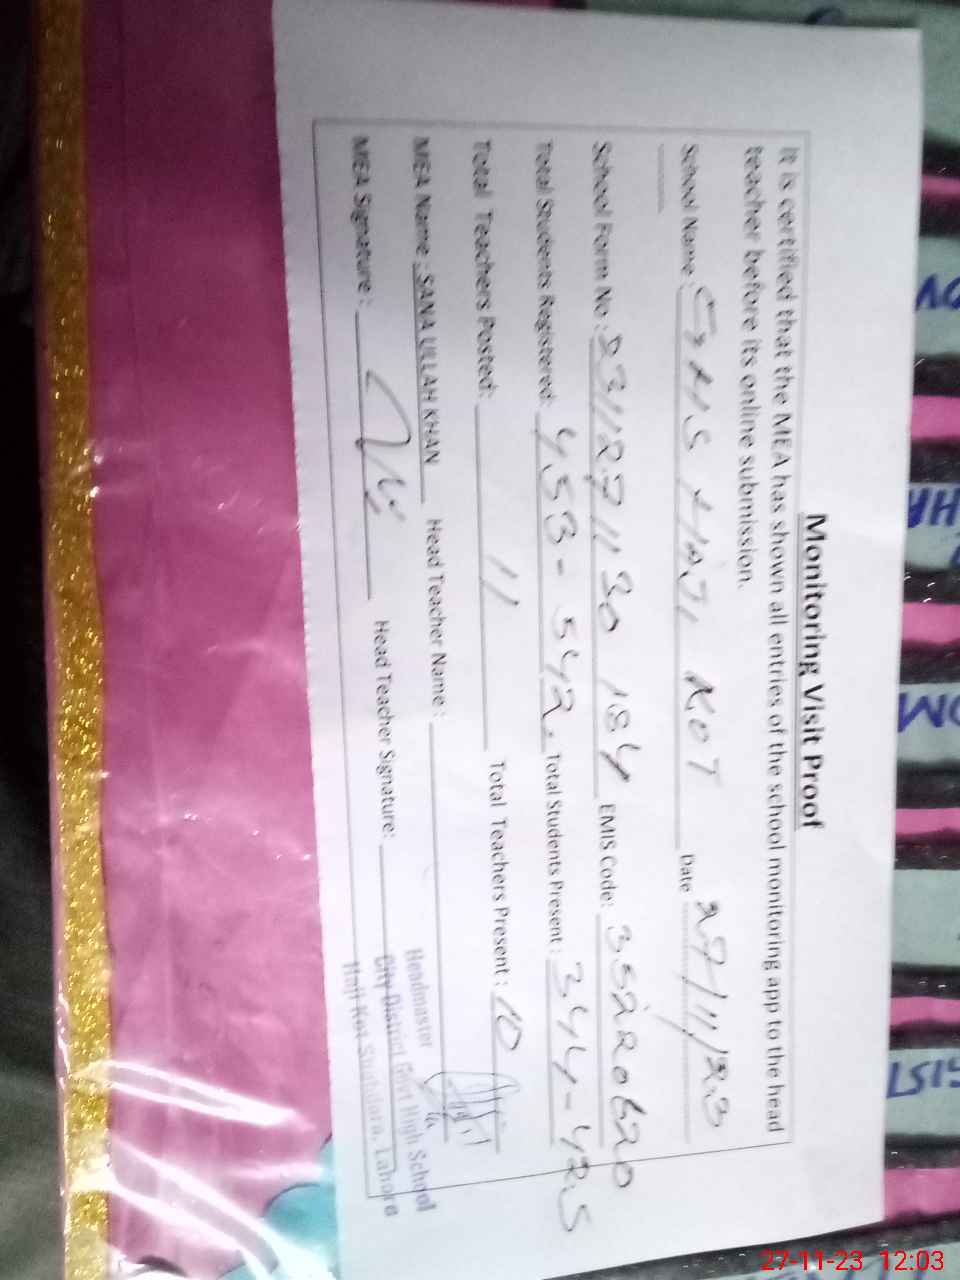 Monitoring Visit Proof
It is certified that the MEA has shown all entries of the school monitoring app to the head
teacher before its online submission.
School Name: GHS HAJI KOT Date 27/11/23
School Form No: 231127 1130 184 EMIS Code: 35220620
Total Students Registered: 453-542. Total Students Present: 344-425
Total Teachers Posted: 11 Total Teachers Present: 10
MEA Name: SANA ULLAH KHAN Head Teacher Name:
MEA Signature: Head Teacher Signature:
Headmaster
City District Govt High School
Haji Kot Shahdara, Lahore
27-11-23 12:03